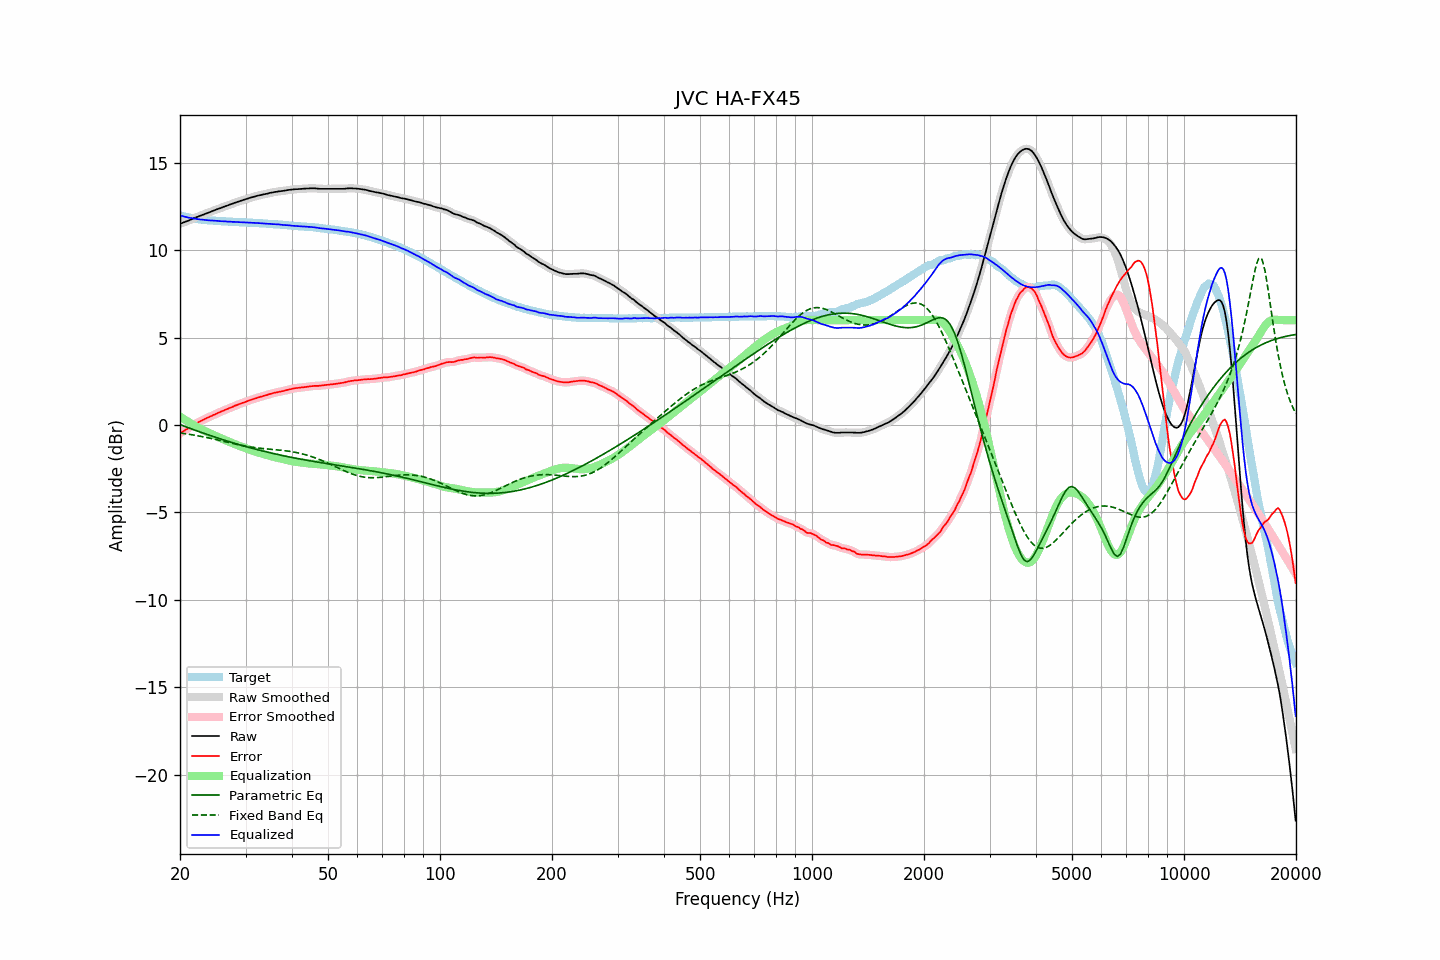 JVC HA-FX45
Amplitude (dBr)
15
10
5
0
−5
−10
−15
−20
Target
Raw Smoothed
Error Smoothed
Raw
Error
Equalization
Parametric Eq
Fixed Band Eq
Equalized
20 50 100 200 500 1000 2000 5000 10000 20000
Frequency (Hz)